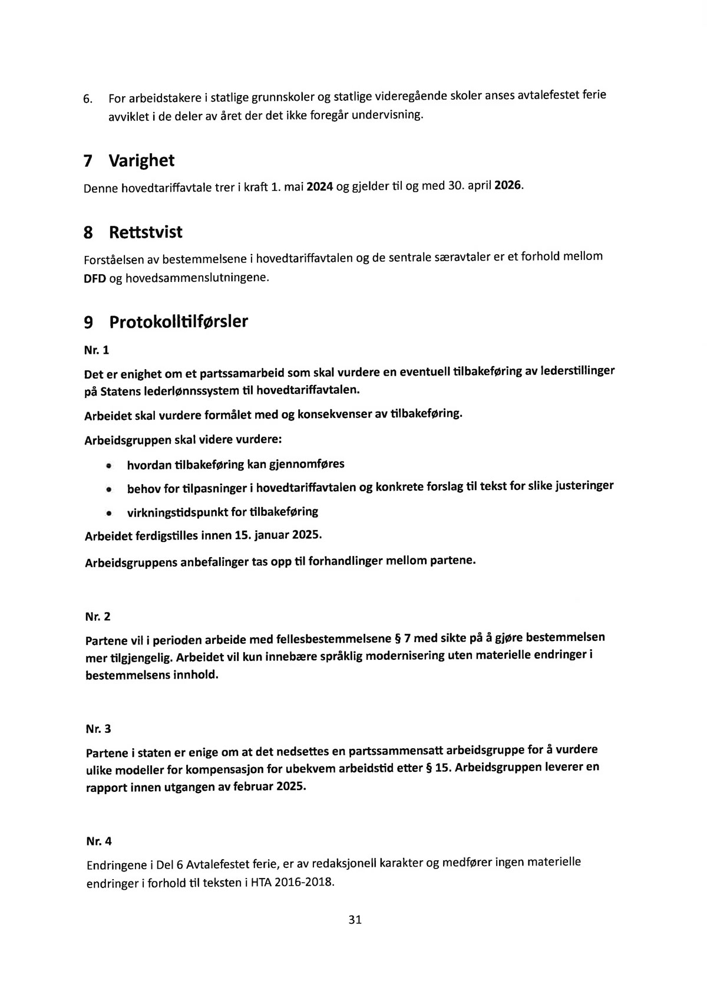 6. For arbeidstakere i statlige grunnskoler og statlige videregående skoler anses avtalefestet ferie
avviklet i de deler av året der det ikke foregår undervisning.
7 Varighet
Denne hovedtariffavtale trer i kraft 1. mai 2024 og gjelder til og med 30. april 2026.
8 Rettstvist
Forståelsen av bestemmelsene i hovedtariffavtalen og de sentrale særavtaler er et forhold mellom
DFD og hovedsammenslutningene.
9 Protokolltilførsler
Nr. 1
Det er enighet om et partssamarbeid som skal vurdere en eventuell tilbakeføring av lederstillinger
på Statens lederlønnssystem til hovedtariffavtalen.
Arbeidet skal vurdere formålet med og konsekvenser av tilbakeføring.
Arbeidsgruppen skal videre vurdere:
• hvordan tilbakeføring kan gjennomføres
• behov for tilpasninger i hovedtariffavtalen og konkrete forslag til tekst for slike justeringer
• virkningstidspunkt for tilbakeføring
Arbeidet ferdigstilles innen 15. januar 2025.
Arbeidsgruppens anbefalinger tas opp til forhandlinger mellom partene.
Nr. 2
Partene vil i perioden arbeide med fellesbestemmelsene § 7 med sikte på å gjøre bestemmelsen
mer tilgjengelig. Arbeidet vil kun innebære språklig modernisering uten materielle endringer i
bestemmelsens innhold.
Nr. 3
Partene i staten er enige om at det nedsettes en partssammensatt arbeidsgruppe for å vurdere
ulike modeller for kompensasjon for ubekvem arbeidstid etter § 15. Arbeidsgruppen leverer en
rapport innen utgangen av februar 2025.
Nr. 4
Endringene i Del 6 Avtalefestet ferie, er av redaksjonell karakter og medfører ingen materielle
endringer i forhold til teksten i HTA 2016-2018.
31